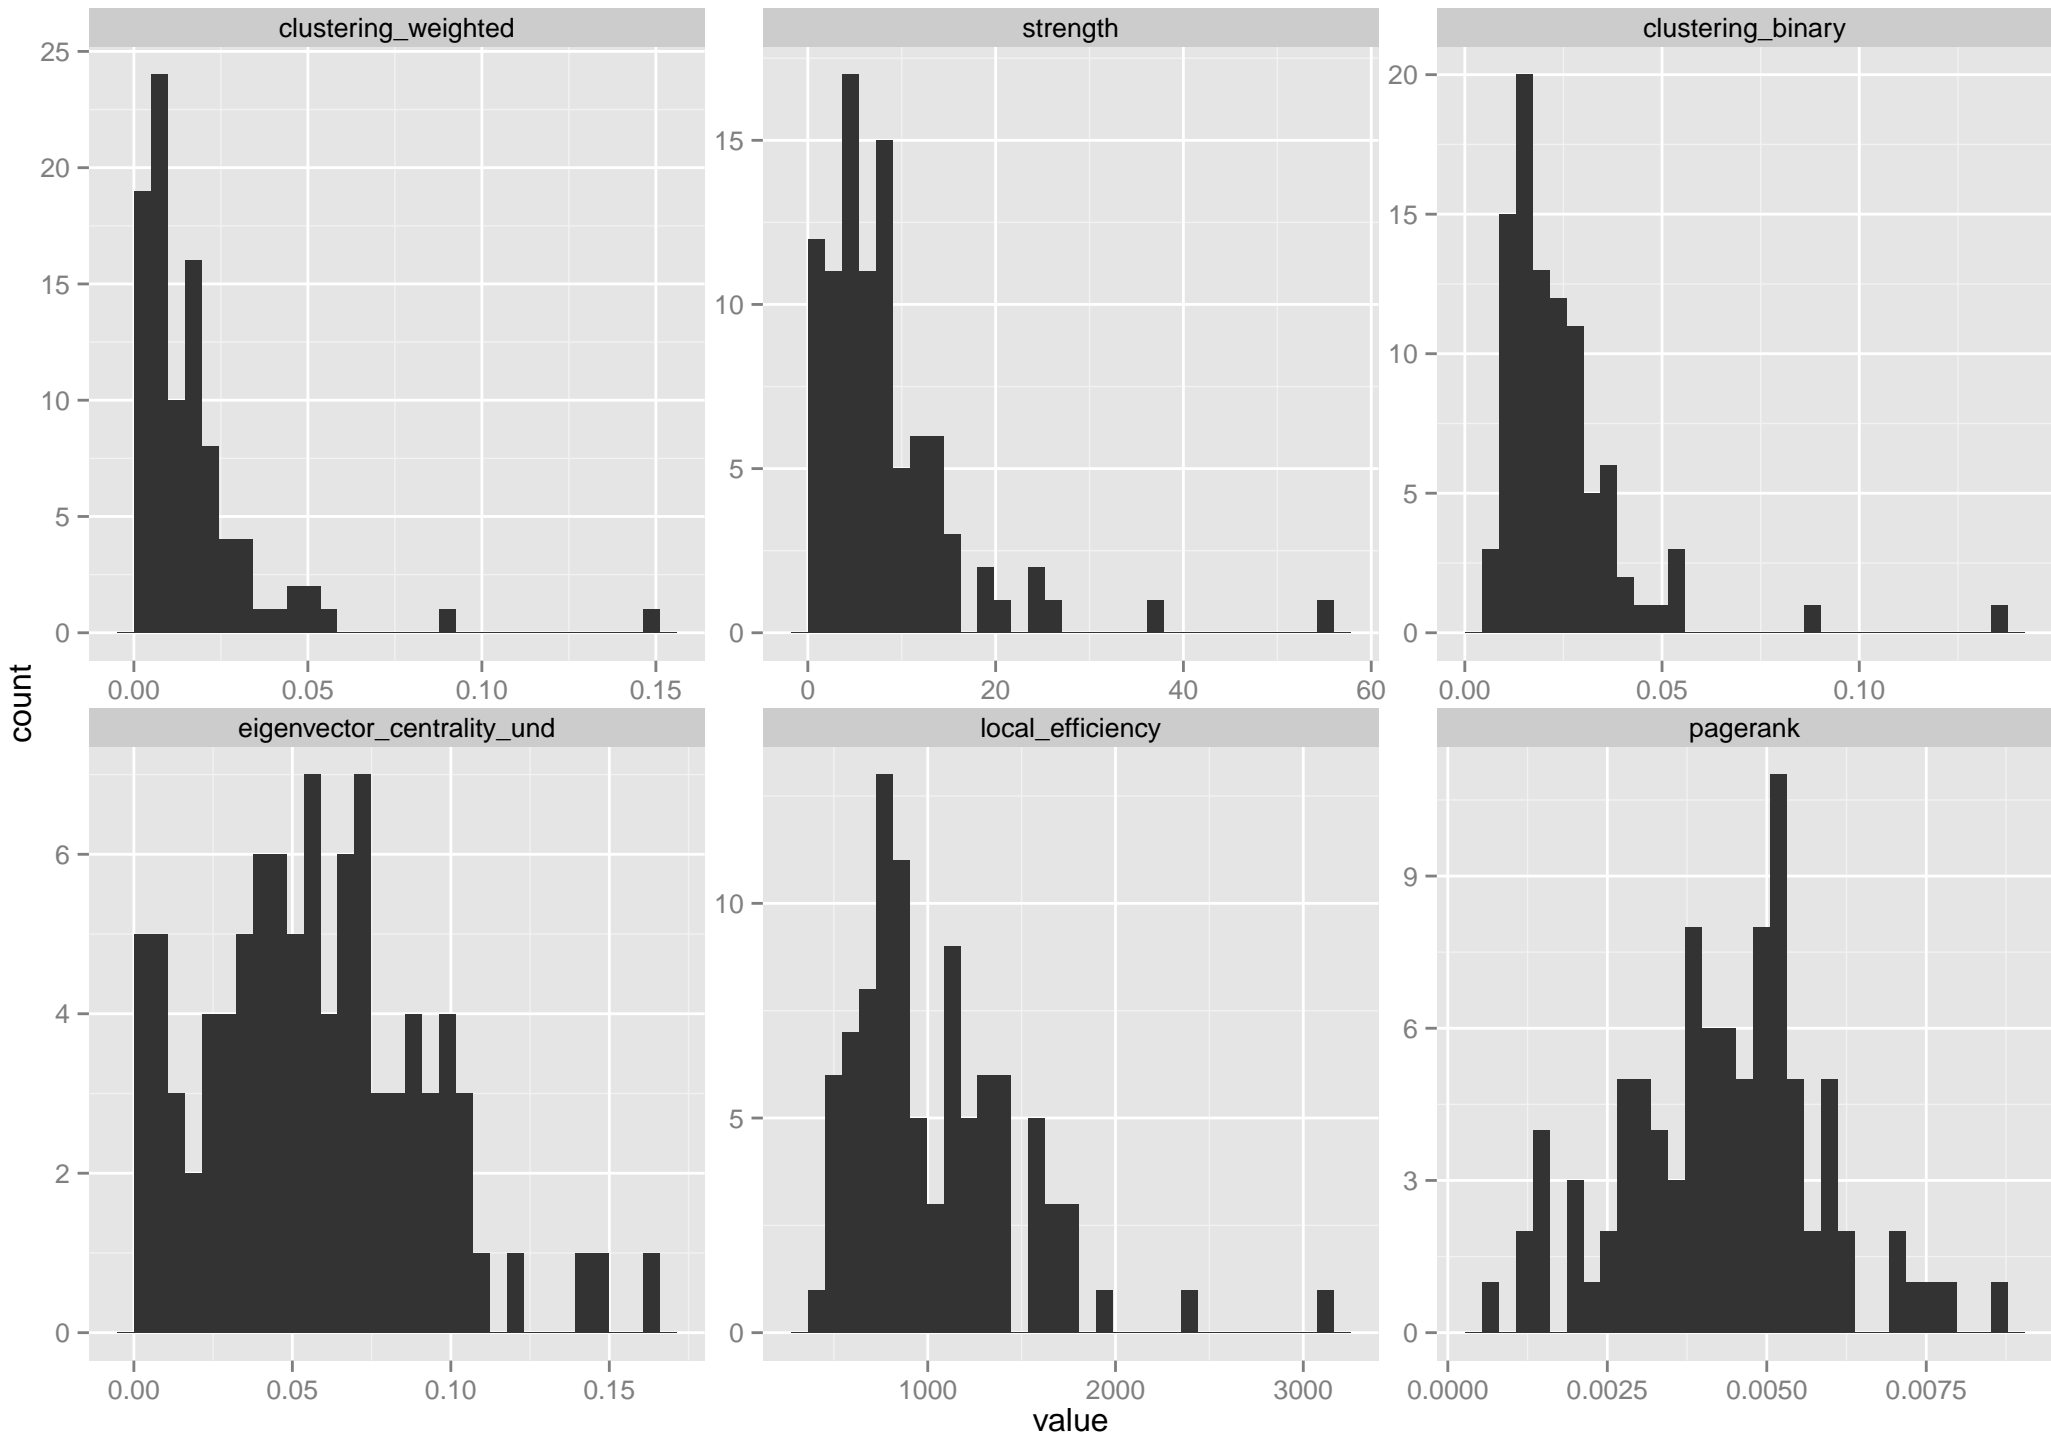 clustering_weighted
strength
clustering_binary
25
20
15
10
5
0
15
10
5
0
20
15
10
5
0
0.00 0.05 0.10 0.15
0 20 40 60
0.00 0.05 0.10
count
eigenvector_centrality_und
local_efficiency
pagerank
6
4
2
0
10
5
0
9
6
3
0
0.00 0.05 0.10 0.15
1000 2000 3000
0.0000 0.0025 0.0050 0.0075
value